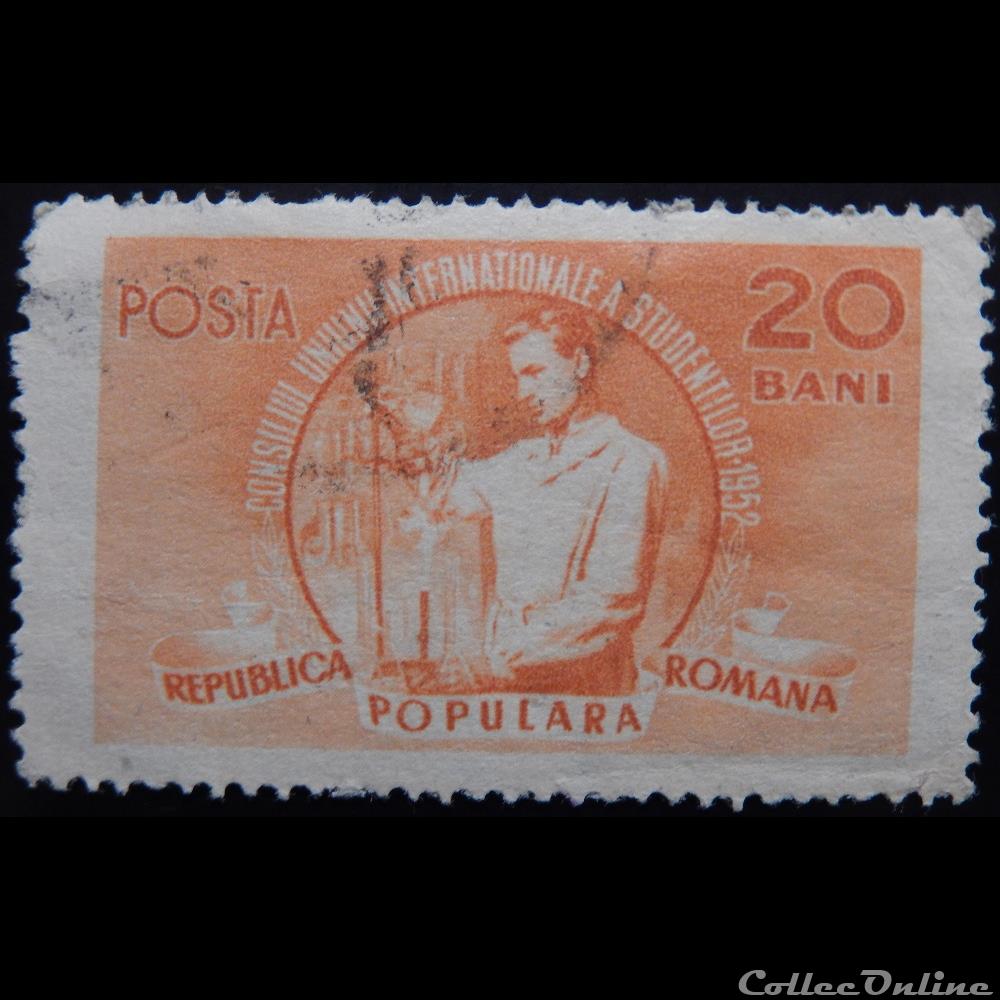 POSTA
CONSILIUL UNIUNII INTERNATIONALE A STUDENTILOR·1952
20
BANI
REPUBLICA
POPULARA
ROMANA
CollecOnline